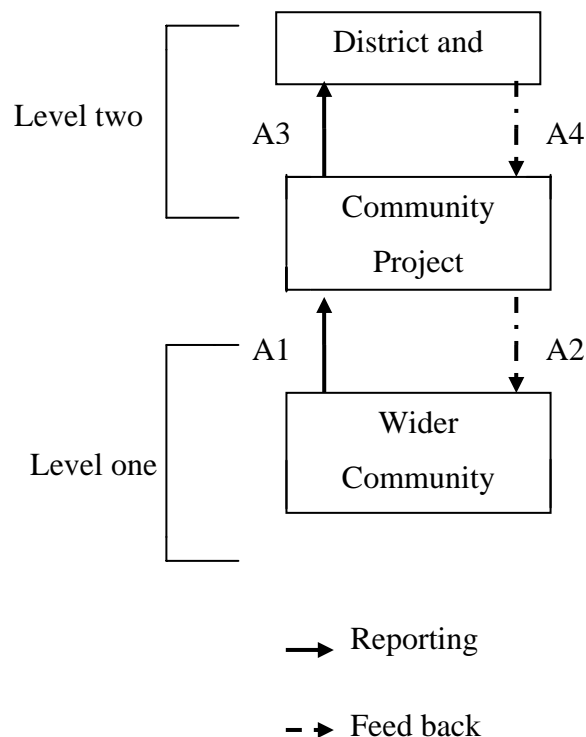 District and
Level two
A3
A4
Community
Project
A1
A2
Wider
Level one
Community
Reporting
Feed back